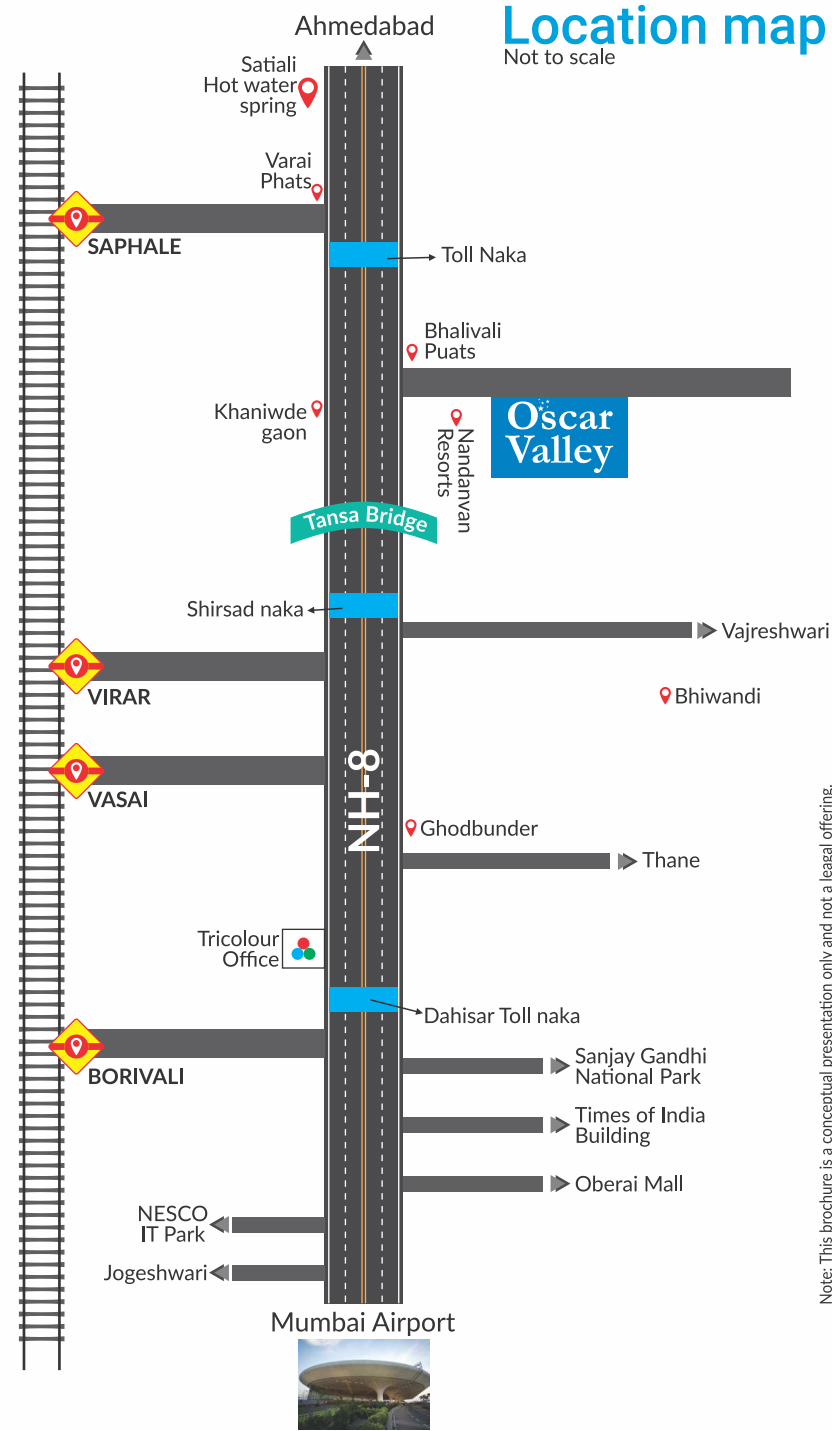 Location map
Not to scale
Ahmedabad
Satiali
Hot water
spring
Varai
Phats
SAPHALE
Toll Naka
Bhalivali
Puats
Khaniwde
gaon
Nandanvan
Resorts
Oscar
Valley
Tansa Bridge
Shirsad naka
Vajreshwari
VIRAR
Bhiwandi
VASAI
NH-8
Ghodbunder
Thane
Tricolour
Office
Dahisar Toll naka
BORIVALI
Sanjay Gandhi
National Park
Times of India
Building
Oberai Mall
NESCO
IT Park
Jogeshwari
Mumbai Airport
Note: This brochure is a conceptual presentation only and not a leagal offering.